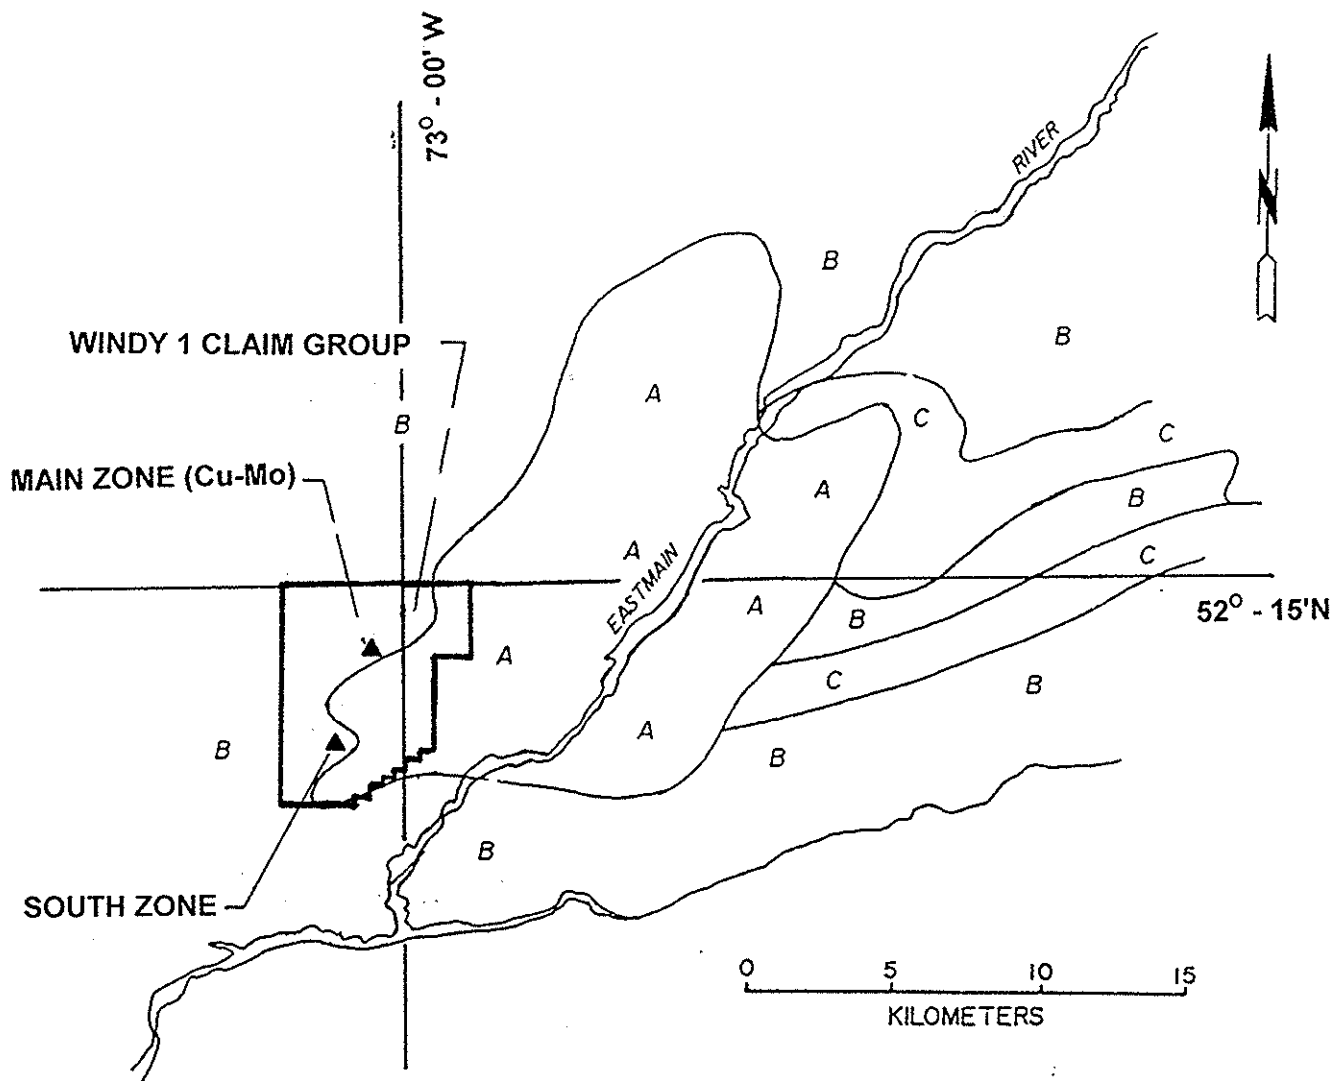 73° - 00' W
RIVER
B
B
WINDY 1 CLAIM GROUP
A
B
C
C
MAIN ZONE (Cu-Mo)
A
B
A
C
EASTMAIN
A
B
52° - 15'N
A
C
B
B
A
B
B
SOUTH ZONE
N
0 5 10 15
KILOMETERS